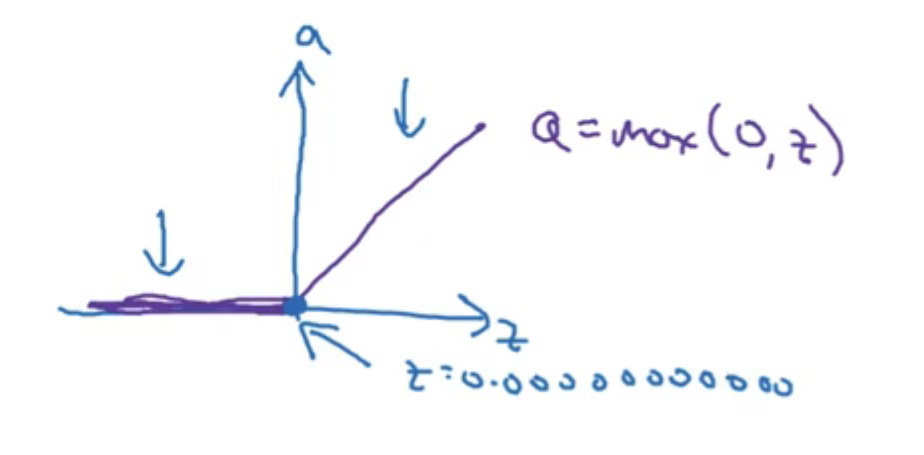 a
a = max(0, z)
z
z = 0.000000000000